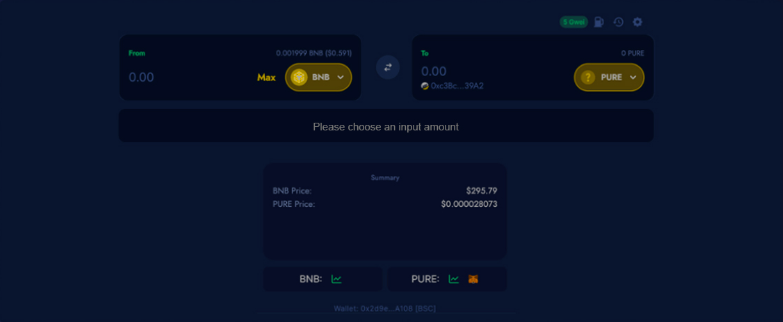 5 Gwei
From
0.001999 BNB ($0.591)
0.00
Max
BNB
To
0 PURE
0.00
0xc3Bc...39A2
PURE
Please choose an input amount
Summary
BNB Price:
$295.79
PURE Price:
$0.000028073
BNB:
PURE:
Wallet: 0x2d9e...A108 [BSC]